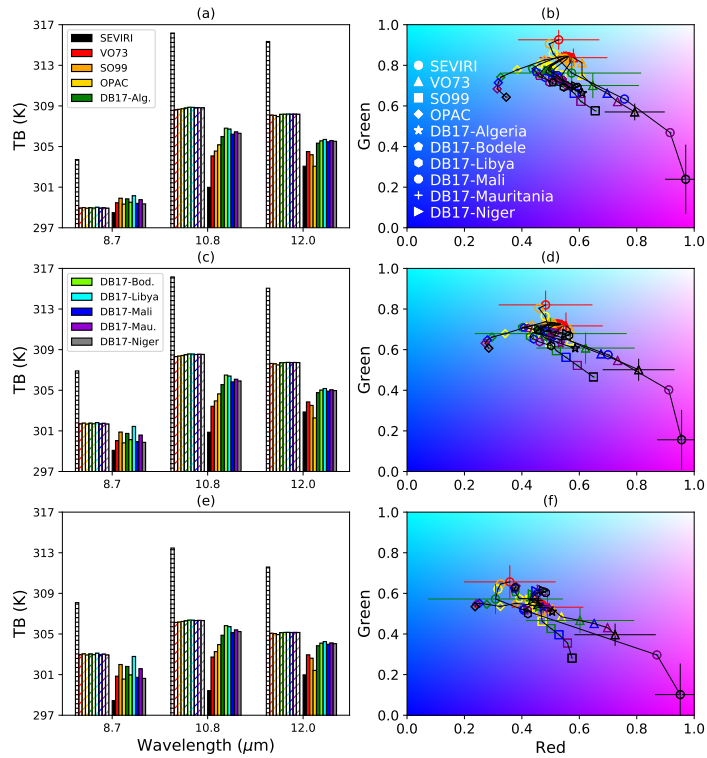 (a)
TB (K)
317
313
309
305
301
297
SEVIRI
VO73
SO99
OPAC
DB17-Alg.
8.7
10.8
12.0
(b)
Green
1.0
0.8
0.6
0.4
0.2
0.0
SEVIRI
VO73
SO99
OPAC
DB17-Algeria
DB17-Bodele
DB17-Libya
DB17-Mali
DB17-Mauritania
DB17-Niger
0.0 0.2 0.4 0.6 0.8 1.0
(c)
TB (K)
317
313
309
305
301
297
DB17-Bod.
DB17-Libya
DB17-Mali
DB17-Mau.
DB17-Niger
8.7
10.8
12.0
(d)
Green
1.0
0.8
0.6
0.4
0.2
0.0
0.0 0.2 0.4 0.6 0.8 1.0
(e)
TB (K)
317
313
309
305
301
297
8.7
10.8
12.0
Wavelength (μm)
(f)
Green
1.0
0.8
0.6
0.4
0.2
0.0
0.0 0.2 0.4 0.6 0.8 1.0
Red